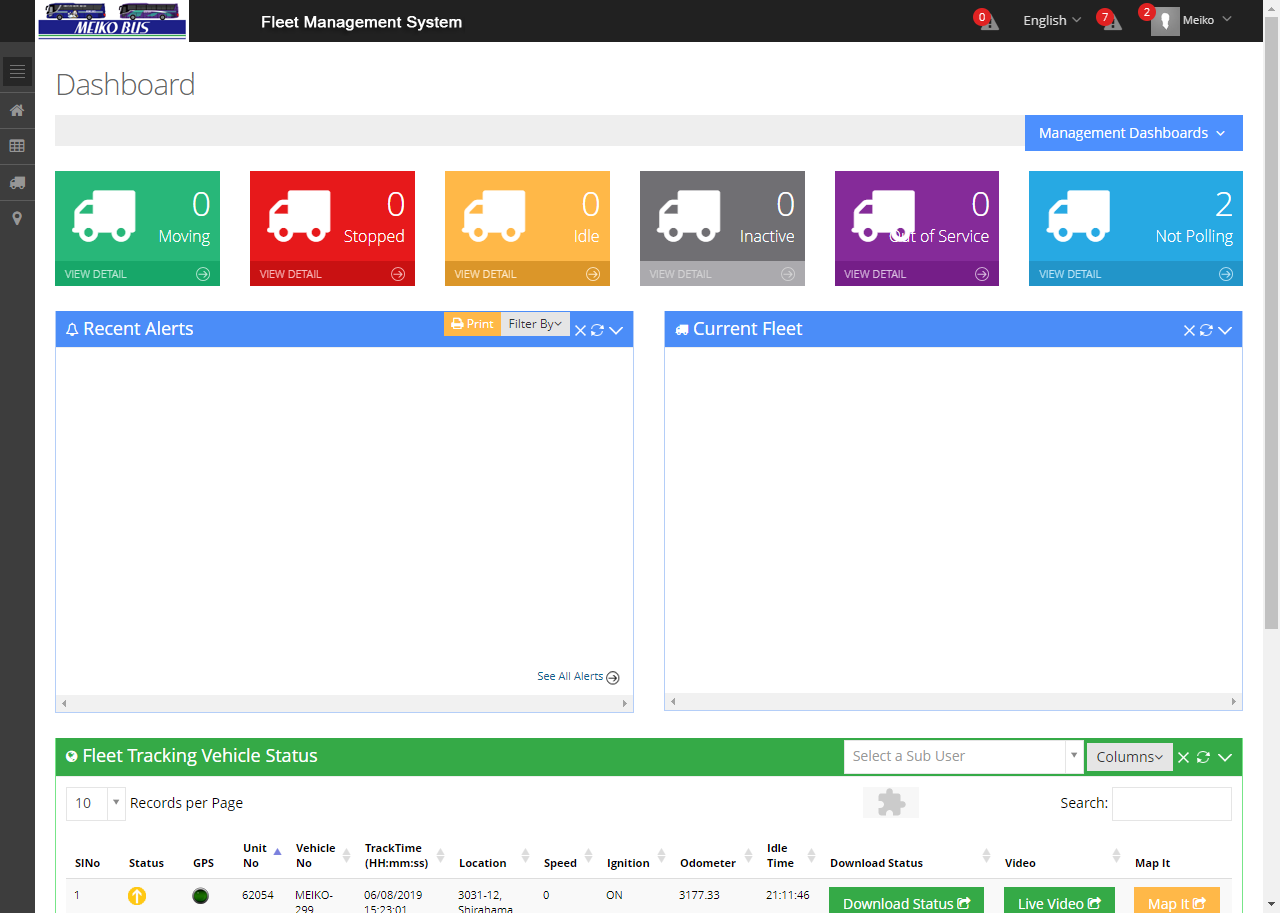 MEIKO BUS
Fleet Management System
0
English
7
2
Meiko
Dashboard
Management Dashboards
0
Moving
VIEW DETAIL
0
Stopped
VIEW DETAIL
0
Idle
VIEW DETAIL
0
Inactive
VIEW DETAIL
0
Out of Service
VIEW DETAIL
2
Not Polling
VIEW DETAIL
Recent Alerts
Print
Filter By
See All Alerts
Current Fleet
Fleet Tracking Vehicle Status
Select a Sub User
Columns
10 Records per Page
Search:
SlNo Status GPS Unit No Vehicle No TrackTime (HH:mm:ss) Location Speed Ignition Odometer Idle Time Download Status Video Map It
1 62054 MEIKO- 06/08/2019 3031-12, 0 ON 3177.33 21:11:46 Download Status Live Video Map It
299 15:23:01 Shirahama